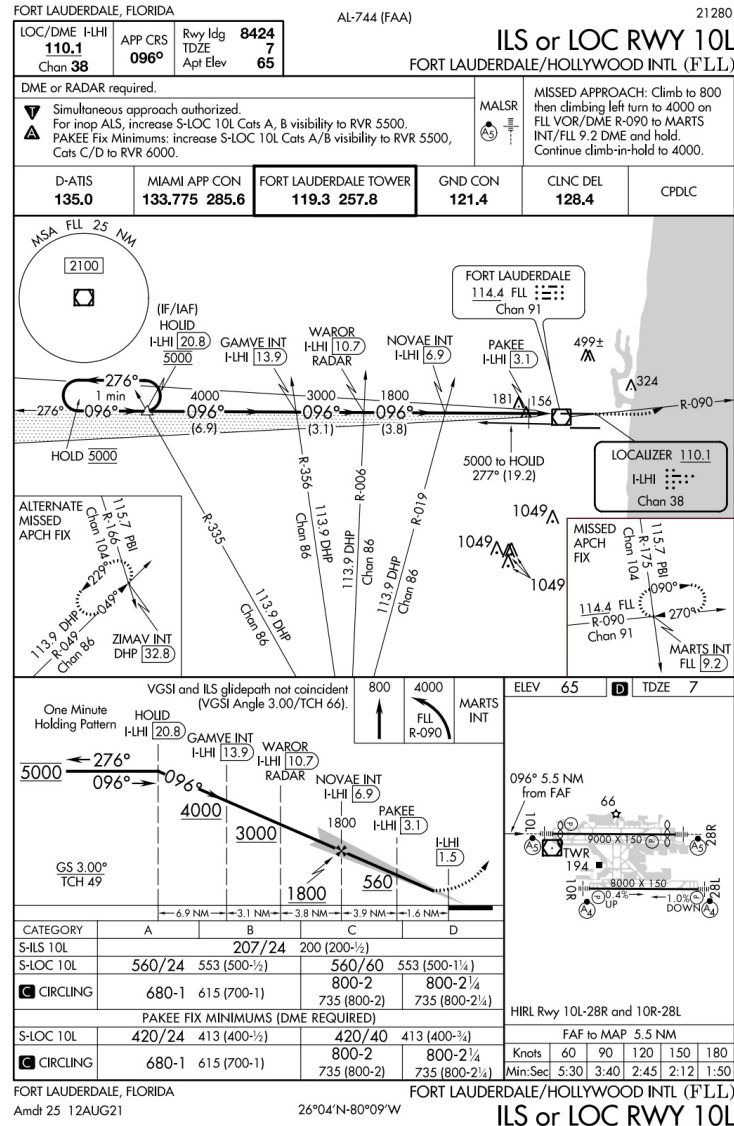 FORT LAUDERDALE, FLORIDA
AL-744 (FAA)
21280
LOC/DME I-LHI
110.1
Chan 38
APP CRS
096°
Rwy ldg 8424
TDZE 7
Apt Elev 65
ILS or LOC RWY 10L
FORT LAUDERDALE/HOLLYWOOD INTL (FLL)
DME or RADAR required.
T Simultaneous approach authorized.
A For inop ALS, increase S-LOC 10L Cats A, B visibility to RVR 5500.
PAKEE Fix Minimums: increase S-LOC 10L Cats A/B visibility to RVR 5500,
Cats C/D to RVR 6000.
MALSR
A5
MISSED APPROACH: Climb to 800
then climbing left turn to 4000 on
FLL VOR/DME R-090 to MARTS
INT/FLL 9.2 DME and hold.
Continue climb-in-hold to 4000.
D-ATIS
135.0
MIAMI APP CON
133.775 285.6
FORT LAUDERDALE TOWER
119.3 257.8
GND CON
121.4
CLNC DEL
128.4
CPDLC
MSA FLL 25 NM
2100
FORT LAUDERDALE
114.4 FLL
Chan 91
(IF/IAF)
HOLID
I-LHI 20.8
5000
GAMVE INT
I-LHI 13.9
WAROR
I-LHI 10.7
RADAR
NOVAE INT
I-LHI 6.9
PAKEE
I-LHI 3.1
499±
324
181
156
276°
1 min
276°
096°
4000
096°
(6.9)
3000
096°
(3.1)
1800
096°
(3.8)
R-090
HOLD 5000
5000 to HOLID
277° (19.2)
LOCALIZER 110.1
I-LHI
Chan 38
R-335
113.9 DHP
Chan 86
R-356
113.9 DHP
Chan 86
R-006
113.9 DHP
Chan 86
R-019
113.9 DHP
Chan 86
1049
1049
1049
ALTERNATE
MISSED
APCH FIX
115.7 PBI
R-166
Chan 104
229°
049°
113.9 DHP
R-049
Chan 86
ZIMAV INT
DHP 32.8
MISSED
APCH
FIX
115.7 PBI
R-175
Chan 104
090°
270°
114.4 FLL
R-090
Chan 91
MARTS INT
FLL 9.2
VGSI and ILS glidepath not coincident
(VGSI Angle 3.00/TCH 66).
800
4000
FLL
R-090
MARTS
INT
One Minute
Holding Pattern
HOLID
I-LHI 20.8
GAMVE INT
I-LHI 13.9
WAROR
I-LHI 10.7
RADAR
NOVAE INT
I-LHI 6.9
1800
PAKEE
I-LHI 3.1
I-LHI
1.5
5000
276°
096°
096°
4000
3000
1800
560
GS 3.00°
TCH 49
6.9 NM
3.1 NM
3.8 NM
3.9 NM
1.6 NM
ELEV 65
D
TDZE 7
096° 5.5 NM
from FAF
66
10L
28R
9000 X 150
P
P
A5
A5
TWR
194
10R
28L
8000 X 150
P
P
0.4%
UP
1.0%
DOWN
A4
A4
HIRL Rwy 10L-28R and 10R-28L
FAF to MAP 5.5 NM
Knots 60 90 120 150 180
Min:Sec 5:30 3:40 2:45 2:12 1:50
CATEGORY A B C D
S-ILS 10L 207/24 200 (200-½)
S-LOC 10L 560/24 553 (500-½) 560/60 553 (500-1¼)
C CIRCLING 680-1 615 (700-1) 800-2 735 (800-2) 800-2¼ 735 (800-2¼)
PAKEE FIX MINIMUMS (DME REQUIRED)
S-LOC 10L 420/24 413 (400-½) 420/40 413 (400-¾)
C CIRCLING 680-1 615 (700-1) 800-2 735 (800-2) 800-2¼ 735 (800-2¼)
FORT LAUDERDALE, FLORIDA
Amdt 25 12AUG21
26°04'N-80°09'W
FORT LAUDERDALE/HOLLYWOOD INTL (FLL)
ILS or LOC RWY 10L